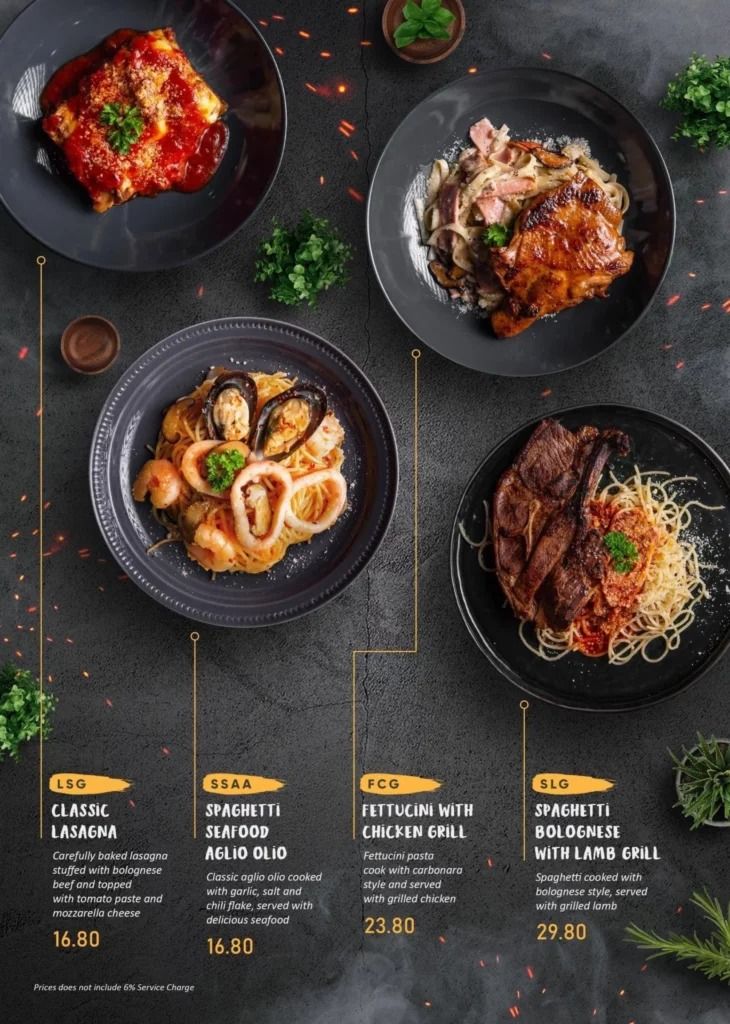 LSG
CLASSIC
LASAGNA
Carefully baked lasagna
stuffed with bolognese
beef and topped
with tomato paste and
mozzarella cheese
16.80
SSAA
SPAGHETTI
SEAFOOD
AGLIO OLIO
Classic aglio olio cooked
with garlic, salt and
chili flake, served with
delicious seafood
16.80
FCG
FETTUCINI WITH
CHICKEN GRILL
Fettucini pasta
cook with carbonara
style and served
with grilled chicken
23.80
SLG
SPAGHETTI
BOLOGNESE
WITH LAMB GRILL
Spaghetti cooked with
bolognese style, served
with grilled lamb
29.80
Prices does not include 6% Service Charge